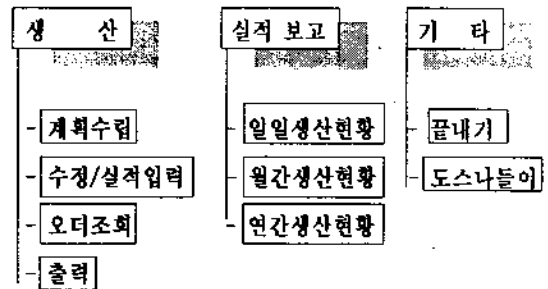 생 산
계획수립
수정/실적입력
오더조회
출력
실적 보고
일일생산현황
월간생산현황
연간생산현황
기 타
끝내기
도스나들이